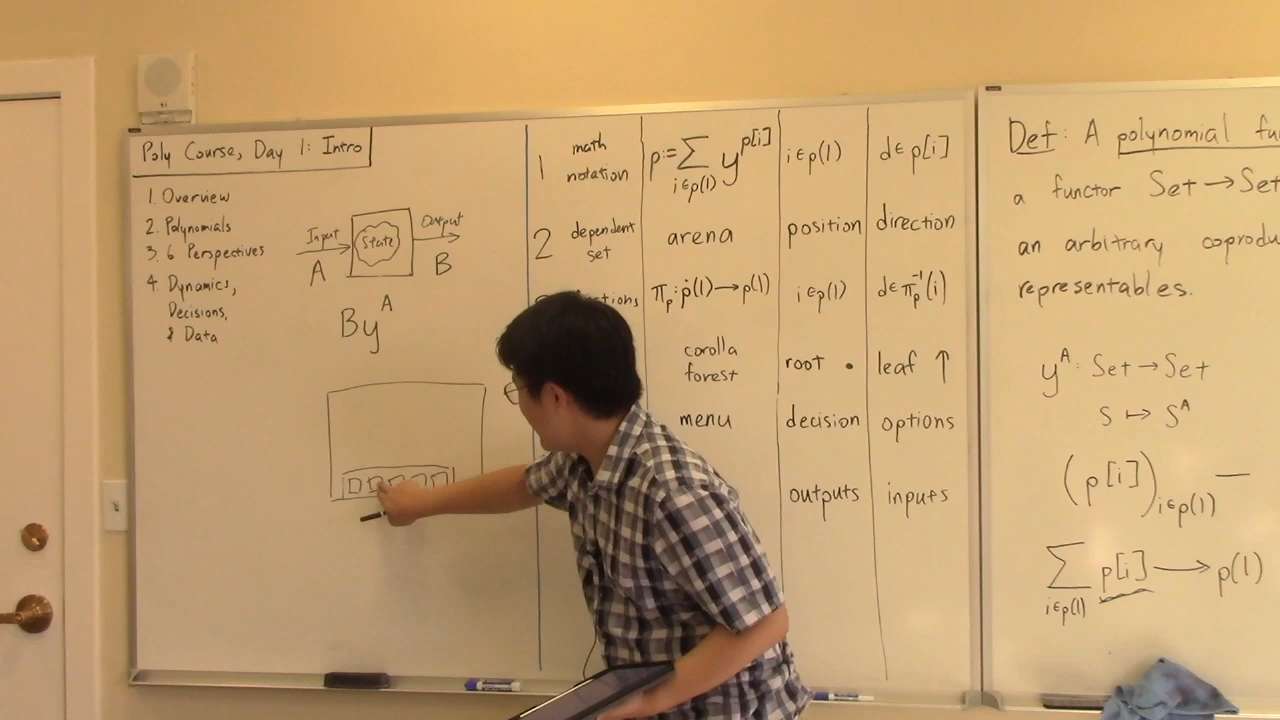 Poly Course, Day 1: Intro
1. Overview
2. Polynomials
3. 6 Perspectives
4. Dynamics,
Decisions,
& Data
Input
State
Output
A
B
By^A
1 math notation p := ∑_{i∈p(1)} y^{p[i]} i∈p(1) d∈p[i]
2 dependent set arena position direction
π_p : ṗ(1) → p(1) i∈p(1) d∈π_p^{-1}(i)
corolla forest root • leaf ↑
menu decision options
outputs inputs
Def: A polynomial
a functor Set → Set
an arbitrary
representables.
y^A : Set → Set
S ↦ S^A
(p[i])_{i∈p(1)} —
∑_{i∈p(1)} p[i] → p(1)